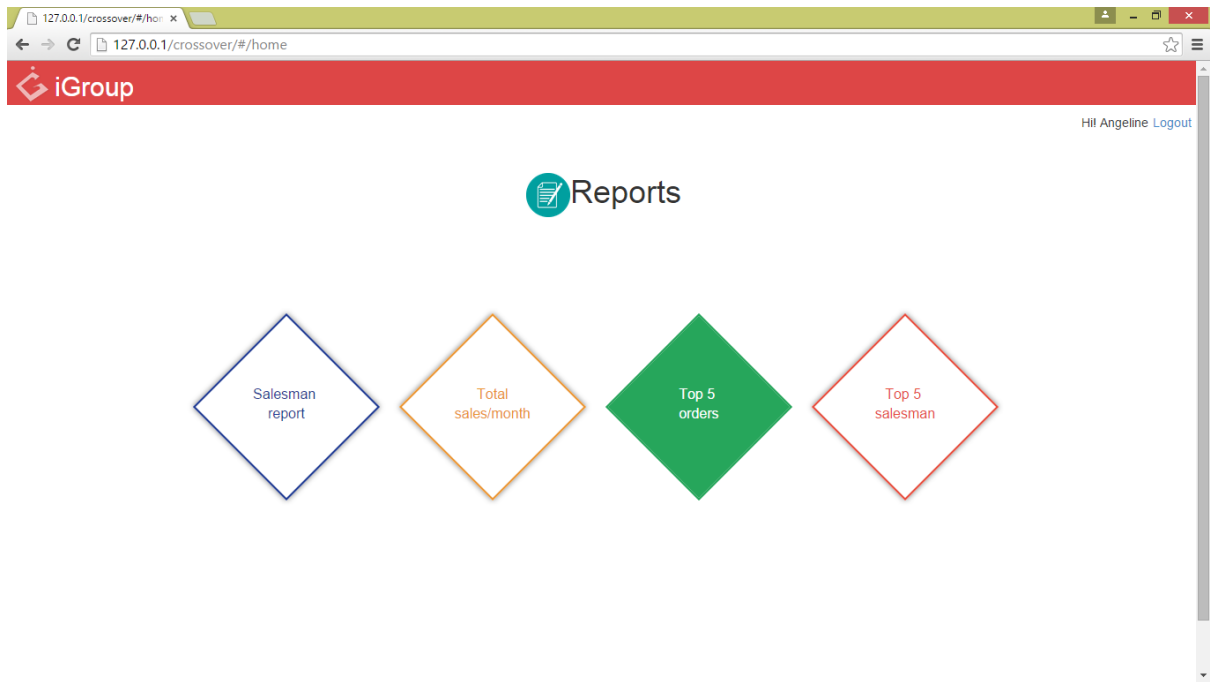 127.0.0.1/crossover/#/hon
127.0.0.1/crossover/#/home
iGroup
Hi! Angeline Logout
Reports
Salesman
report
Total
sales/month
Top 5
orders
Top 5
salesman